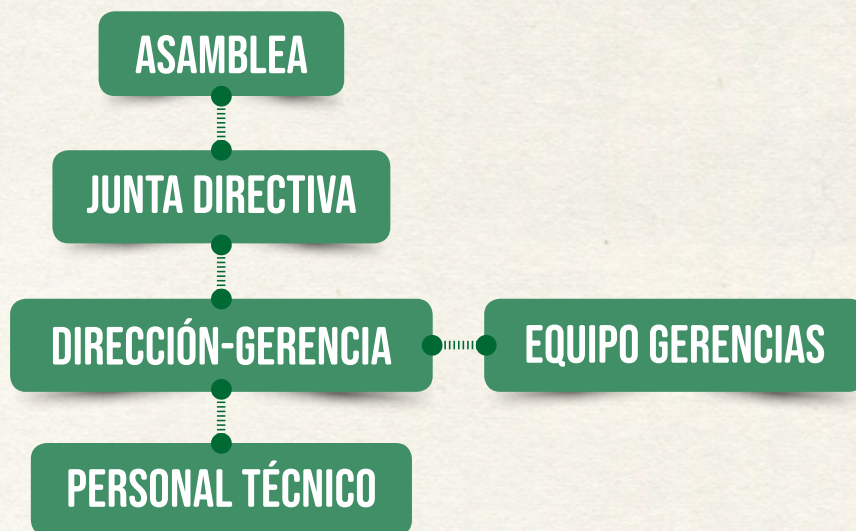 ASAMBLEA
JUNTA DIRECTIVA
DIRECCIÓN-GERENCIA
EQUIPO GERENCIAS
PERSONAL TÉCNICO